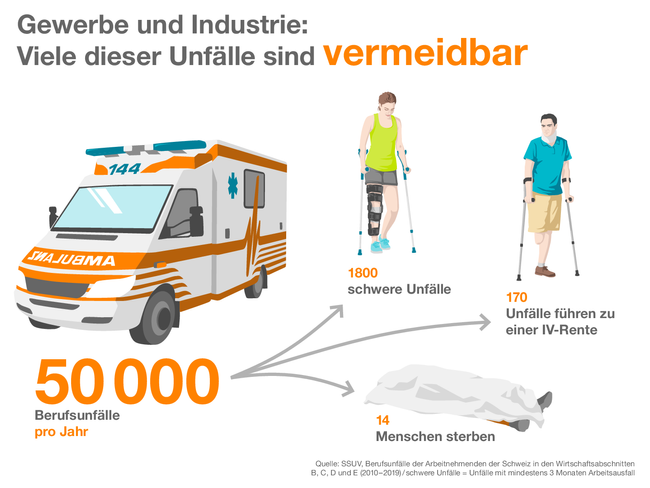 Gewerbe und Industrie:
Viele dieser Unfälle sind vermeidbar
144
AMBULANZ
1800
schwere Unfälle
170
Unfälle führen zu
einer IV-Rente
50 000
Berufsunfälle
pro Jahr
14
Menschen sterben
Quelle: SSUV, Berufsunfälle der Arbeitnehmenden der Schweiz in den Wirtschaftsabschnitten
B, C, D und E (2010–2019) / schwere Unfälle = Unfälle mit mindestens 3 Monaten Arbeitsausfall